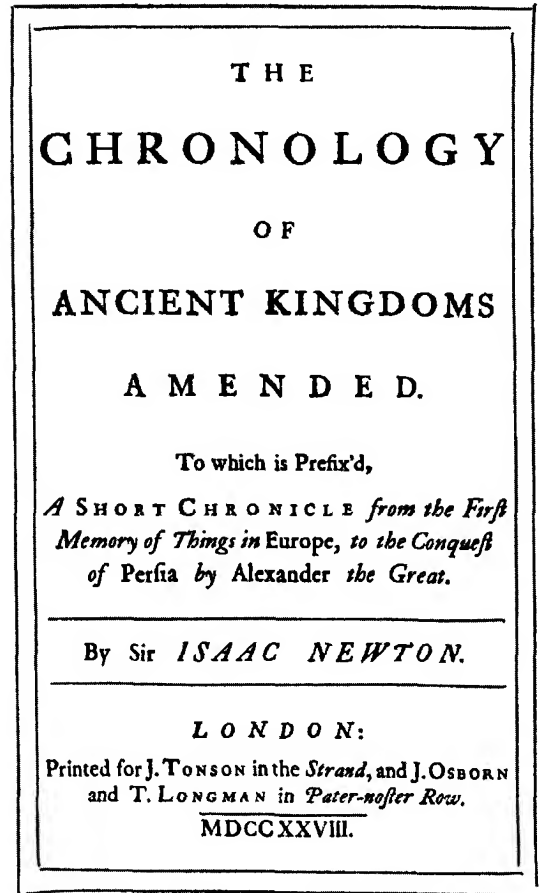 THE
CHRONOLOGY
OF
ANCIENT KINGDOMS
AMENDED.
To which is Prefix'd,
A SHORT CHRONICLE from the Firſt
Memory of Things in Europe, to the Conqueſt
of Perſia by Alexander the Great.
By Sir ISAAC NEWTON.
LONDON:
Printed for J. TONSON in the Strand, and J. OSBORN
and T. LONGMAN in Pater-noſter Row.
MDCCXXVIII.